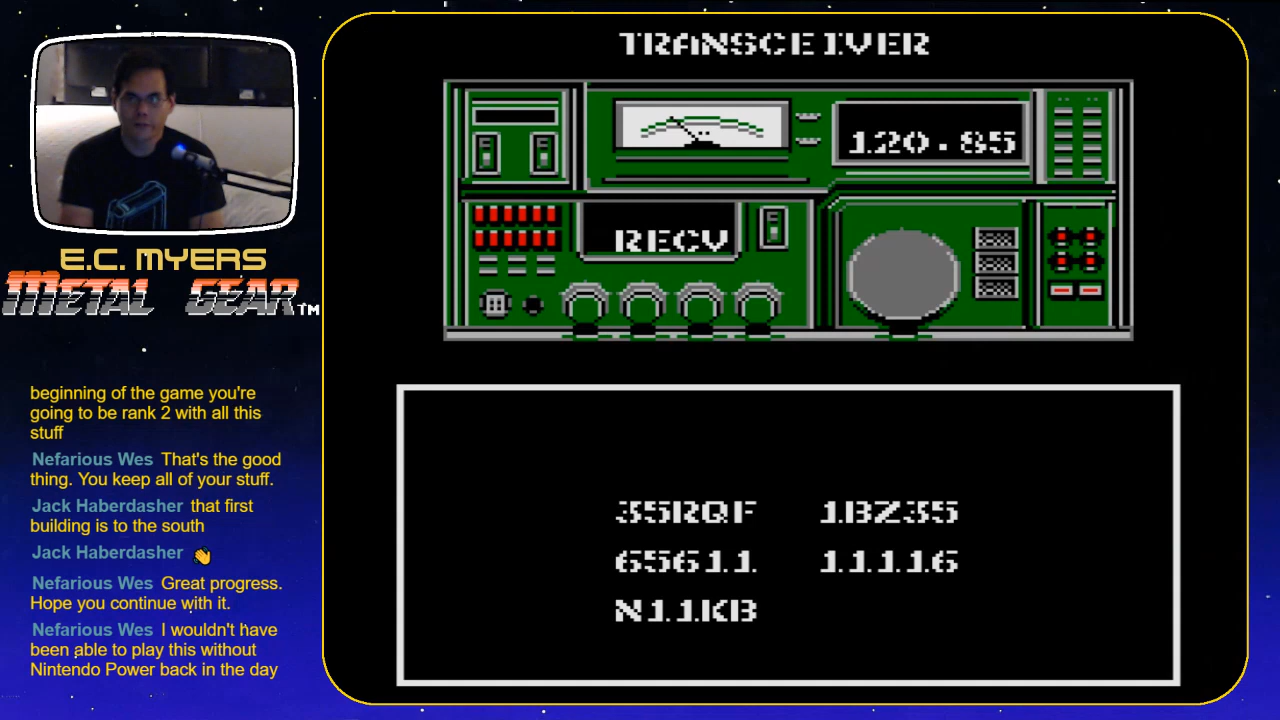 TRANSCEIVER
120.85
RECV
35RQF 1BZ35
65611 11116
N11KB
E.C. MYERS
METAL GEAR™
beginning of the game you're
going to be rank 2 with all this
stuff
Nefarious Wes That's the good
thing. You keep all of your stuff.
Jack Haberdasher that first
building is to the south
Jack Haberdasher 👋
Nefarious Wes Great progress.
Hope you continue with it.
Nefarious Wes I wouldn't have
been able to play this without
Nintendo Power back in the day